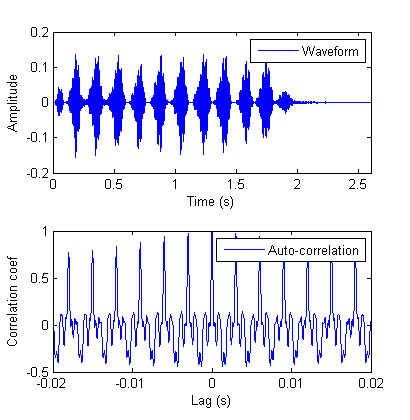 0.2
Waveform
0.1
Amplitude
0
-0.1
-0.2
0 0.5 1 1.5 2 2.5
Time (s)
1
Auto-correlation
Correlation coef
0.5
0
-0.5
-0.02 -0.01 0 0.01 0.02
Lag (s)